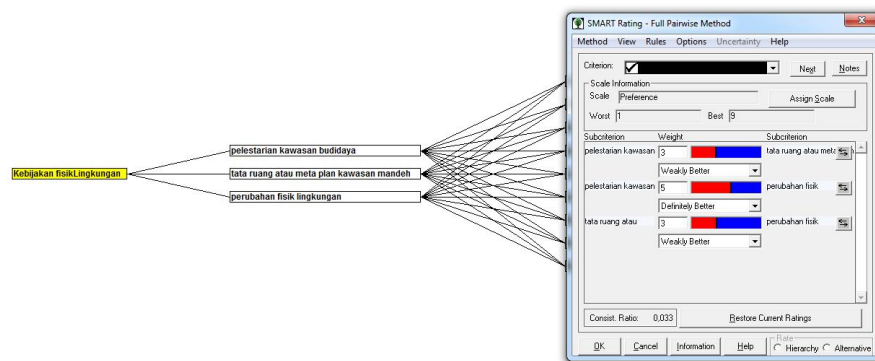 Kebijakan fisikLingkungan
pelestarian kawasan budidaya
tata ruang atau meta plan kawasan mandeh
perubahan fisik lingkungan
SMART Rating - Full Pairwise Method
Method View Rules Options Uncertainty Help
Criterion: Next Notes
Scale Information
Scale Preference Assign Scale
Worst 1 Best 9
Subcriterion Weight Subcriterion
pelestarian kawasan 3 tata ruang atau meta
Weakly Better
pelestarian kawasan 5 perubahan fisik
Definitely Better
tata ruang atau 3 perubahan fisik
Weakly Better
Consist. Ratio: 0,033 Restore Current Ratings
OK Cancel Information Help Rate Hierarchy Alternative